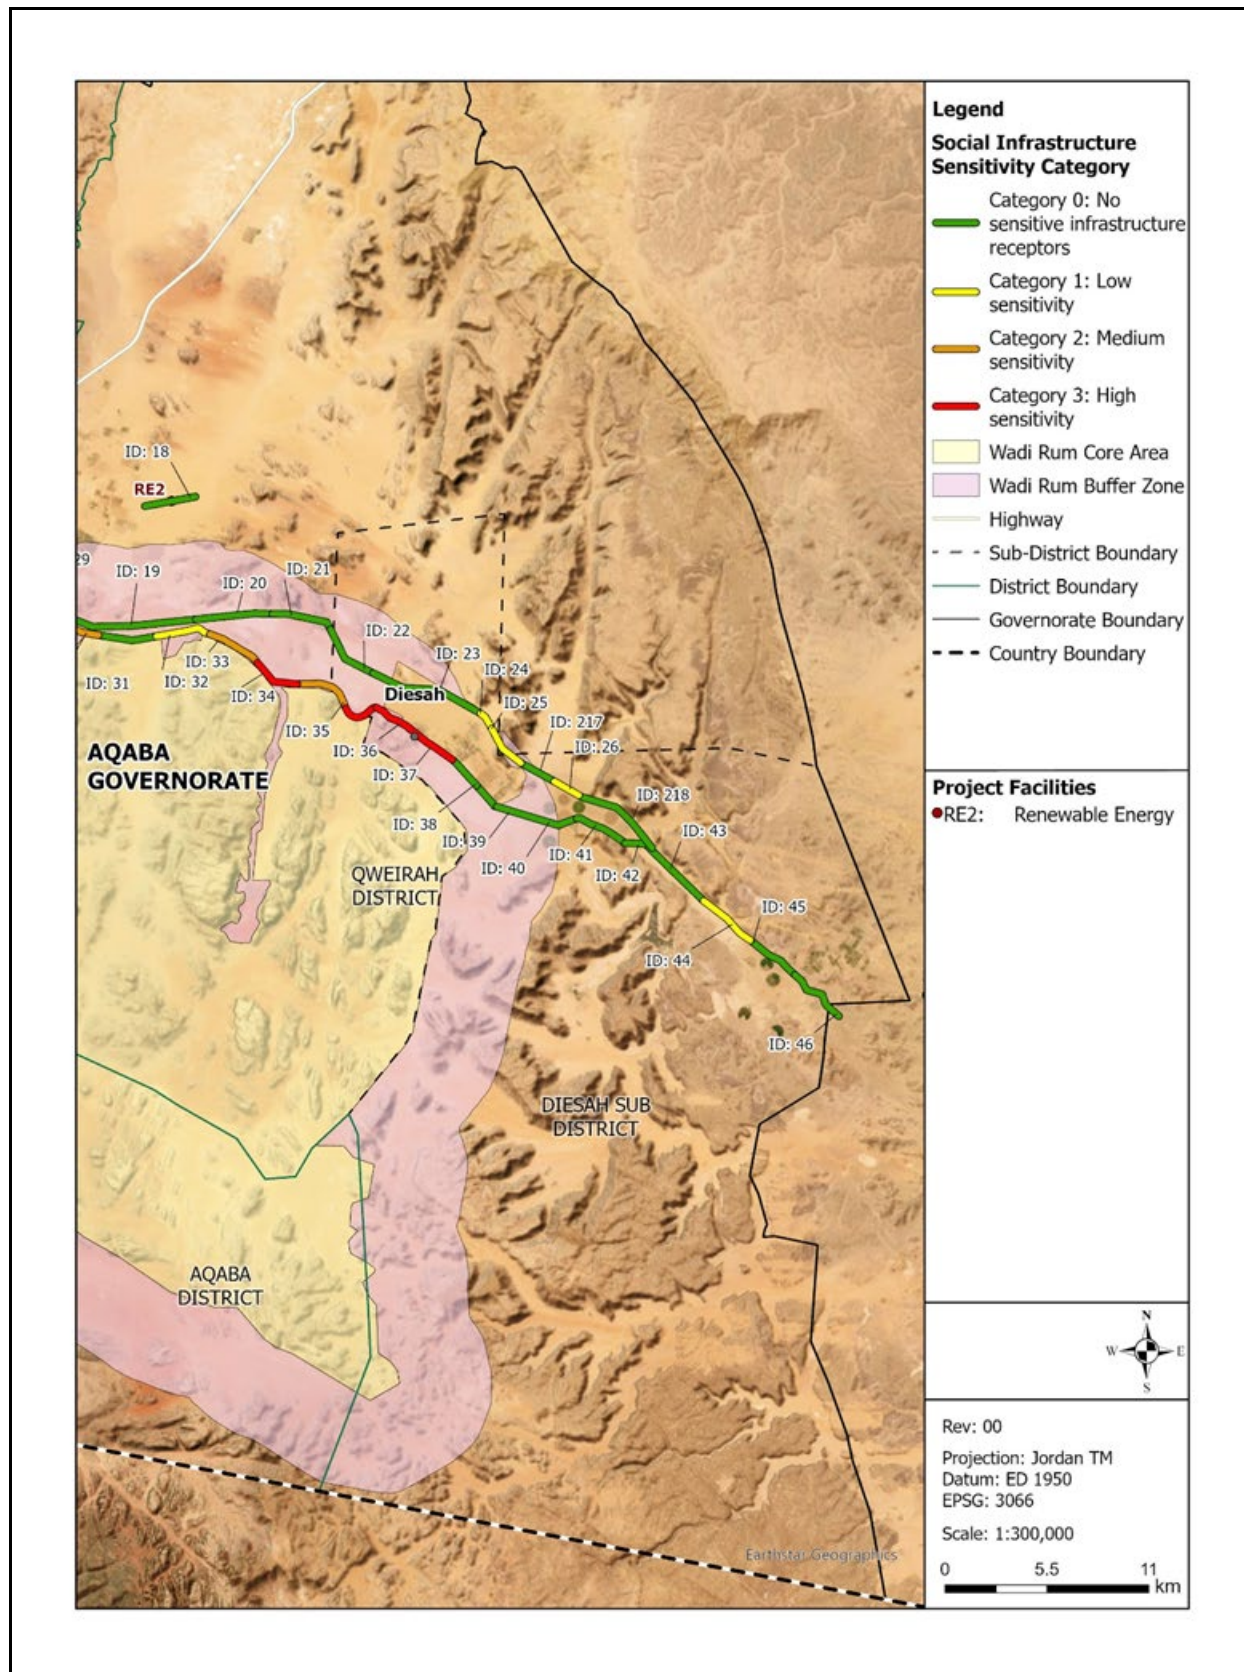 ID: 18
RE2
29
ID: 19
ID: 20
ID: 21
ID: 22
ID: 23
ID: 24
ID: 25
ID: 217
ID: 26
ID: 218
ID: 31
ID: 32
ID: 33
ID: 34
ID: 35
ID: 36
ID: 37
ID: 38
ID: 39
ID: 40
ID: 41
ID: 42
ID: 43
ID: 44
ID: 45
ID: 46
Diesah
AQABA
GOVERNORATE
QWEIRAH
DISTRICT
DIESAH SUB
DISTRICT
AQABA
DISTRICT
Earthstar Geographics
Legend
Social Infrastructure
Sensitivity Category
Category 0: No
sensitive infrastructure
receptors
Category 1: Low
sensitivity
Category 2: Medium
sensitivity
Category 3: High
sensitivity
Wadi Rum Core Area
Wadi Rum Buffer Zone
Highway
Sub-District Boundary
District Boundary
Governorate Boundary
Country Boundary
Project Facilities
RE2: Renewable Energy
N
W E
S
Rev: 00
Projection: Jordan TM
Datum: ED 1950
EPSG: 3066
Scale: 1:300,000
0 5.5 11
km